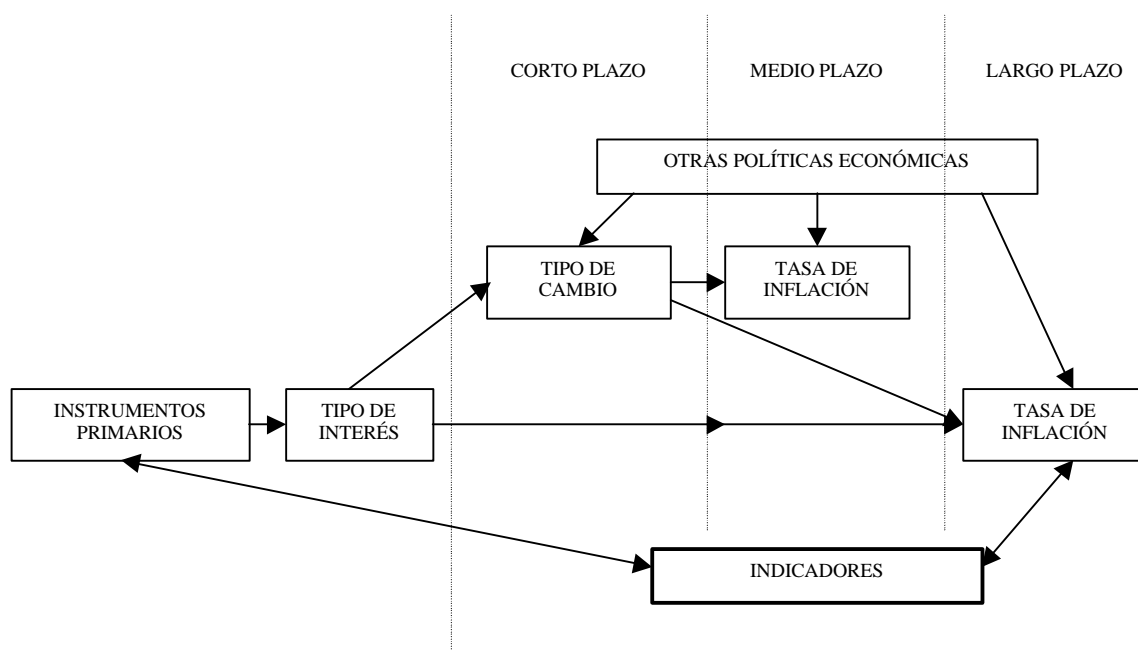 CORTO PLAZO
MEDIO PLAZO
LARGO PLAZO
OTRAS POLÍTICAS ECONÓMICAS
TIPO DE
CAMBIO
TASA DE
INFLACIÓN
INSTRUMENTOS
PRIMARIOS
TIPO DE
INTERÉS
TASA DE
INFLACIÓN
INDICADORES